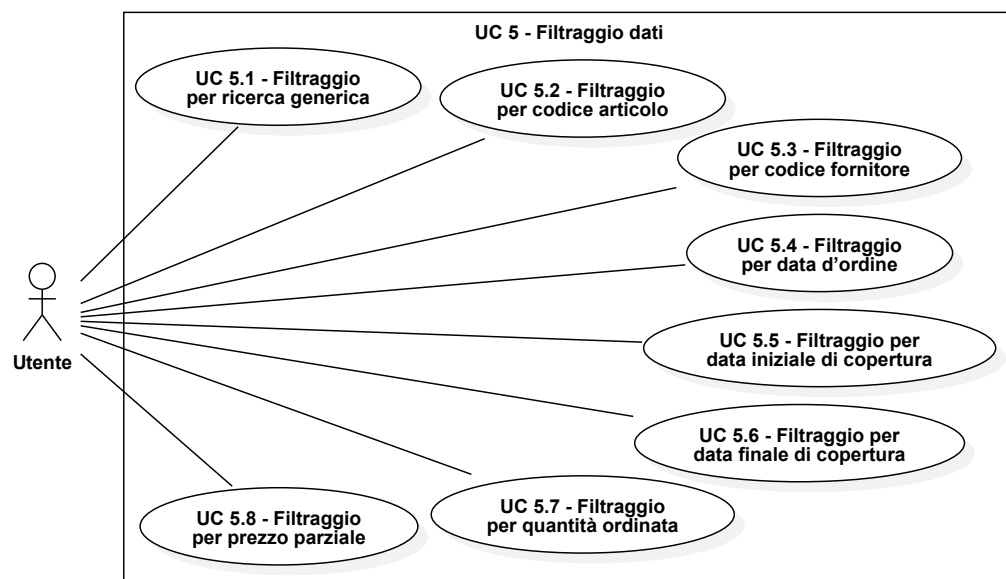 UC 5 - Filtraggio dati
UC 5.1 - Filtraggio
per ricerca generica
UC 5.2 - Filtraggio
per codice articolo
UC 5.3 - Filtraggio
per codice fornitore
UC 5.4 - Filtraggio
per data d'ordine
Utente
UC 5.5 - Filtraggio per
data iniziale di copertura
UC 5.6 - Filtraggio per
data finale di copertura
UC 5.7 - Filtraggio
per quantità ordinata
UC 5.8 - Filtraggio
per prezzo parziale